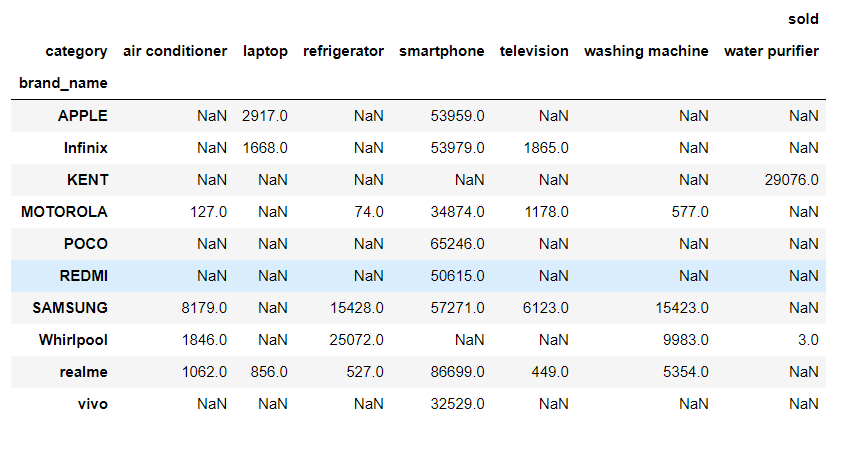 sold
category air conditioner laptop refrigerator smartphone television washing machine water purifier
brand_name
APPLE NaN 2917.0 NaN 53959.0 NaN NaN NaN
Infinix NaN 1668.0 NaN 53979.0 1865.0 NaN NaN
KENT NaN NaN NaN NaN NaN NaN 29076.0
MOTOROLA 127.0 NaN 74.0 34874.0 1178.0 577.0 NaN
POCO NaN NaN NaN 65246.0 NaN NaN NaN
REDMI NaN NaN NaN 50615.0 NaN NaN NaN
SAMSUNG 8179.0 NaN 15428.0 57271.0 6123.0 15423.0 NaN
Whirlpool 1846.0 NaN 25072.0 NaN NaN 9983.0 3.0
realme 1062.0 856.0 527.0 86699.0 449.0 5354.0 NaN
vivo NaN NaN NaN 32529.0 NaN NaN NaN